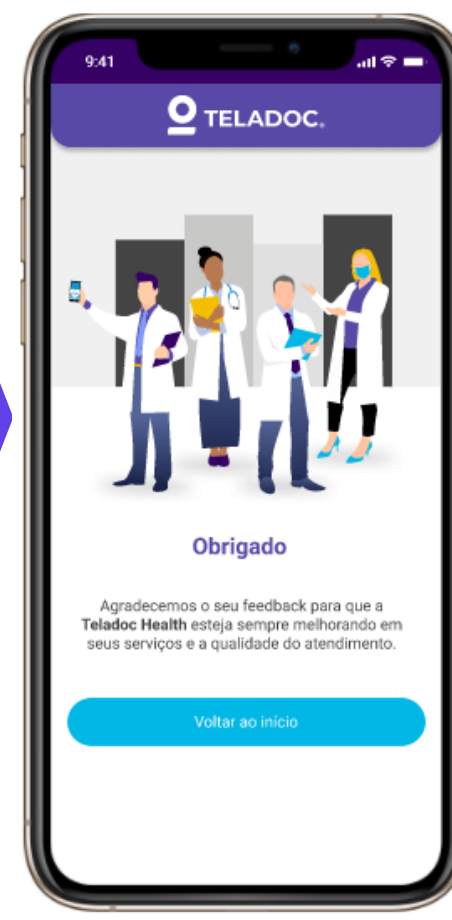 9:41
TELADOC®
Obrigado
Agradecemos o seu feedback para que a
Teladoc Health esteja sempre melhorando em
seus serviços e a qualidade do atendimento.
Voltar ao início